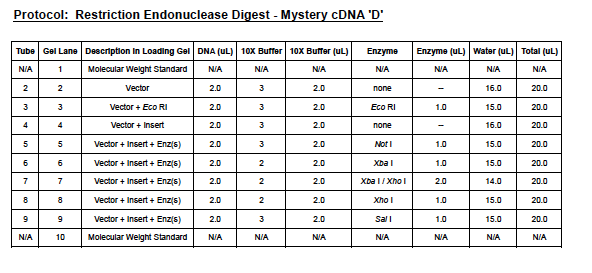 Protocol: Restriction Endonuclease Digest - Mystery cDNA 'D'
Tube Gel Lane Description in Loading Gel DNA (uL) 10X Buffer 10X Buffer (uL) Enzyme Enzyme (uL) Water (uL) Total (uL)
N/A 1 Molecular Weight Standard N/A N/A N/A N/A N/A N/A N/A
2 2 Vector 2.0 3 2.0 none -- 16.0 20.0
3 3 Vector + Eco RI 2.0 3 2.0 Eco RI 1.0 15.0 20.0
4 4 Vector + Insert 2.0 3 2.0 none -- 16.0 20.0
5 5 Vector + Insert + Enz(s) 2.0 3 2.0 Not I 1.0 15.0 20.0
6 6 Vector + Insert + Enz(s) 2.0 2 2.0 Xba I 1.0 15.0 20.0
7 7 Vector + Insert + Enz(s) 2.0 2 2.0 Xba I / Xho I 2.0 14.0 20.0
8 8 Vector + Insert + Enz(s) 2.0 2 2.0 Xho I 1.0 15.0 20.0
9 9 Vector + Insert + Enz(s) 2.0 3 2.0 Sal I 1.0 15.0 20.0
N/A 10 Molecular Weight Standard N/A N/A N/A N/A N/A N/A N/A